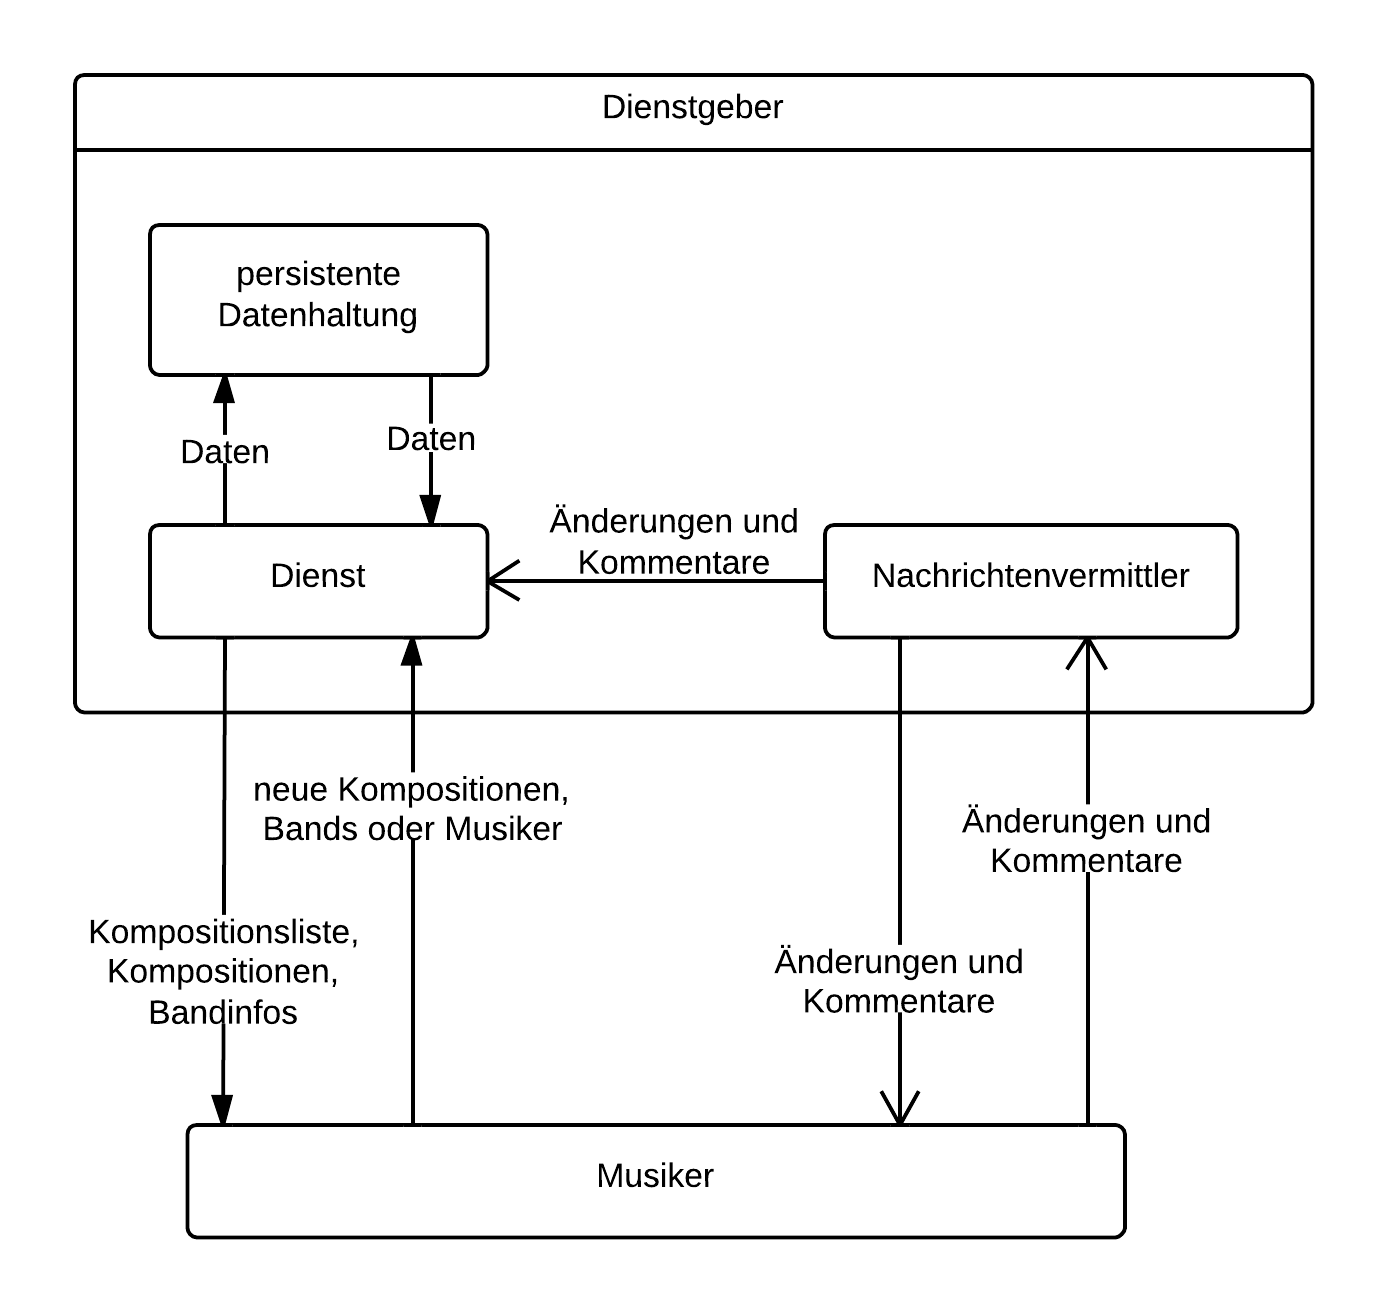 Dienstgeber
persistente
Datenhaltung
Daten
Daten
Änderungen und
Kommentare
Dienst
Nachrichtenvermittler
neue Kompositionen,
Bands oder Musiker
Änderungen und
Kommentare
Kompositionsliste,
Kompositionen,
Bandinfos
Änderungen und
Kommentare
Musiker